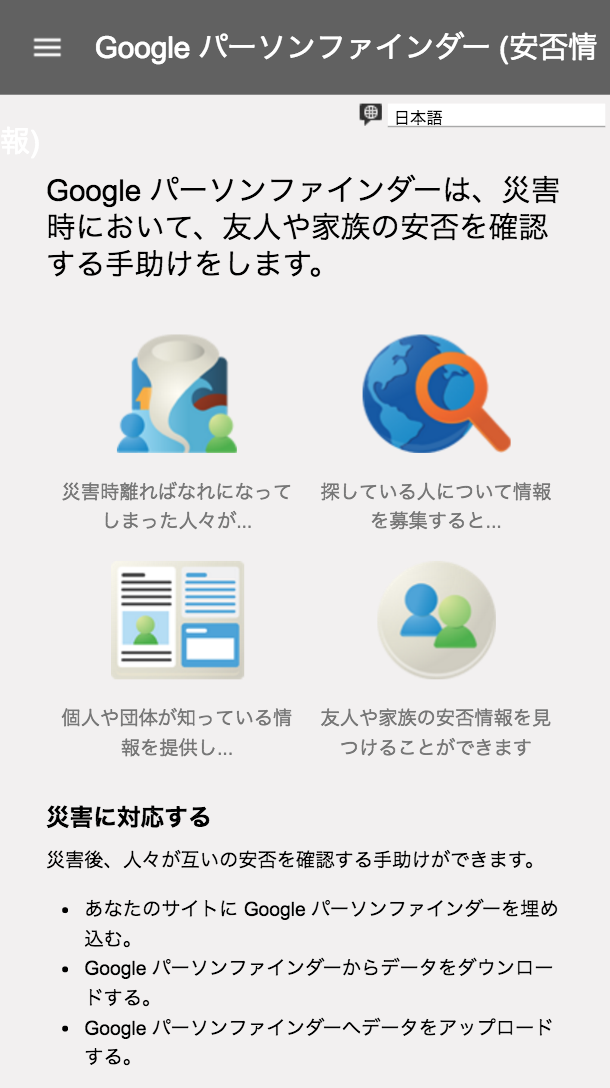 Google パーソンファインダー (安否情
報)
日本語
Google パーソンファインダーは、災害
時において、友人や家族の安否を確認
する手助けをします。
災害時離ればなれになって
しまった人々が...
探している人について情報
を募集すると...
個人や団体が知っている情
報を提供し...
友人や家族の安否情報を見
つけることができます
災害に対応する
災害後、人々が互いの安否を確認する手助けができます。
• あなたのサイトに Google パーソンファインダーを埋め
込む。
• Google パーソンファインダーからデータをダウンロー
ドする。
• Google パーソンファインダーへデータをアップロード
する。